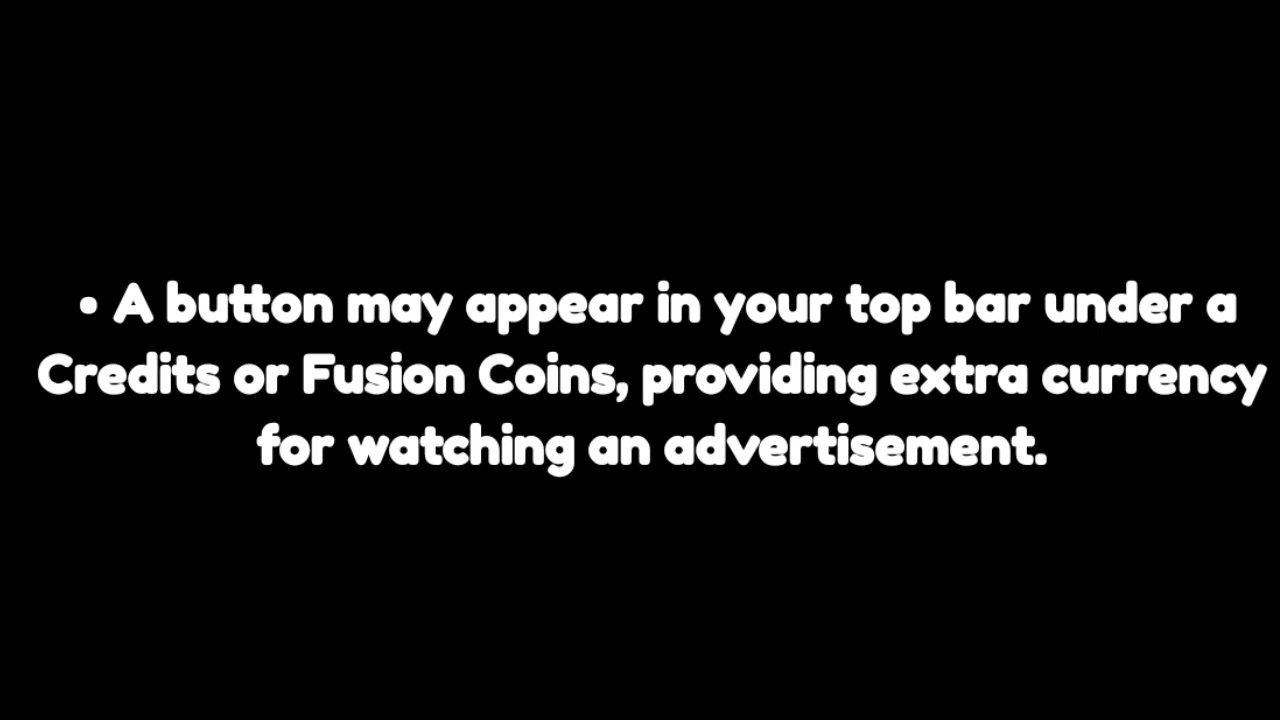 • A button may appear in your top bar under a
Credits or Fusion Coins, providing extra currency
for watching an advertisement.